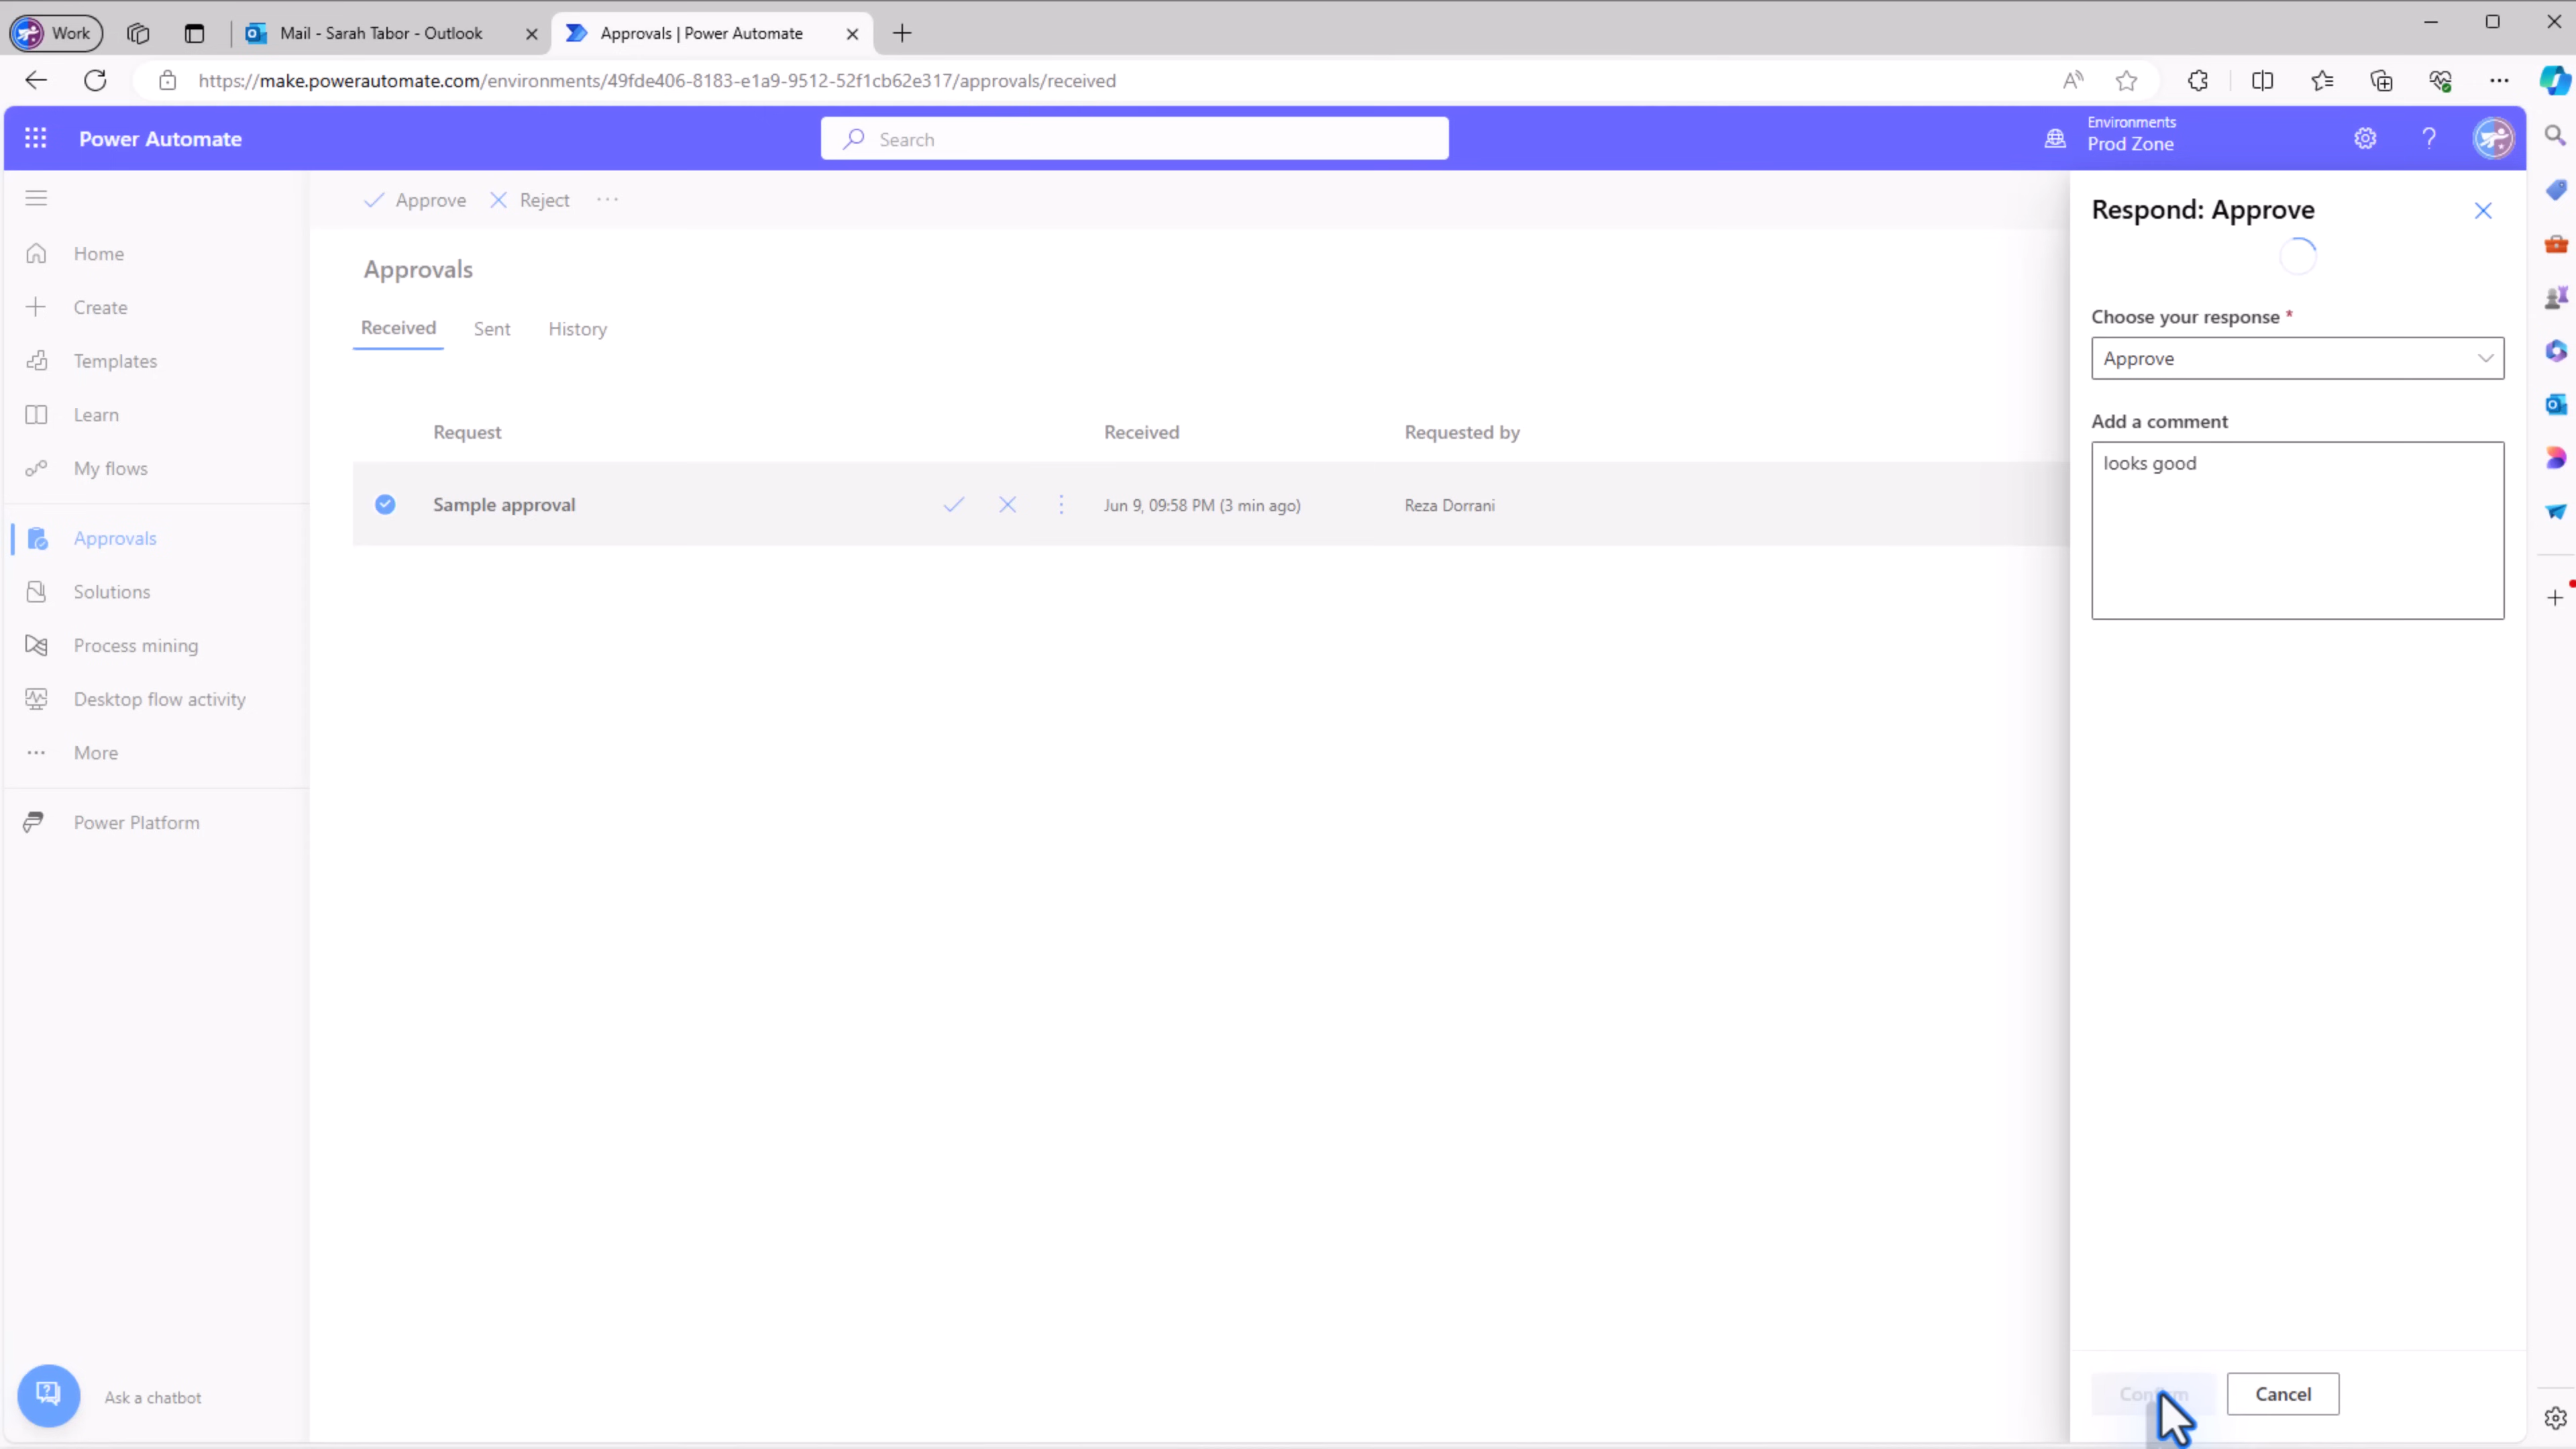 Work
Mail - Sarah Tabor - Outlook
Approvals | Power Automate
https://make.powerautomate.com/environments/49fde406-8183-e1a9-9512-52f1cb62e317/approvals/received
Power Automate
Search
Environments
Prod Zone
Home
Create
Templates
Learn
My flows
Approvals
Solutions
Process mining
Desktop flow activity
More
Power Platform
Ask a chatbot
Approve Reject
Approvals
Received Sent History
Request Received Requested by
Sample approval Jun 9, 09:58 PM (3 min ago) Reza Dorrani
Respond: Approve
Choose your response *
Approve
Add a comment
looks good
Cancel